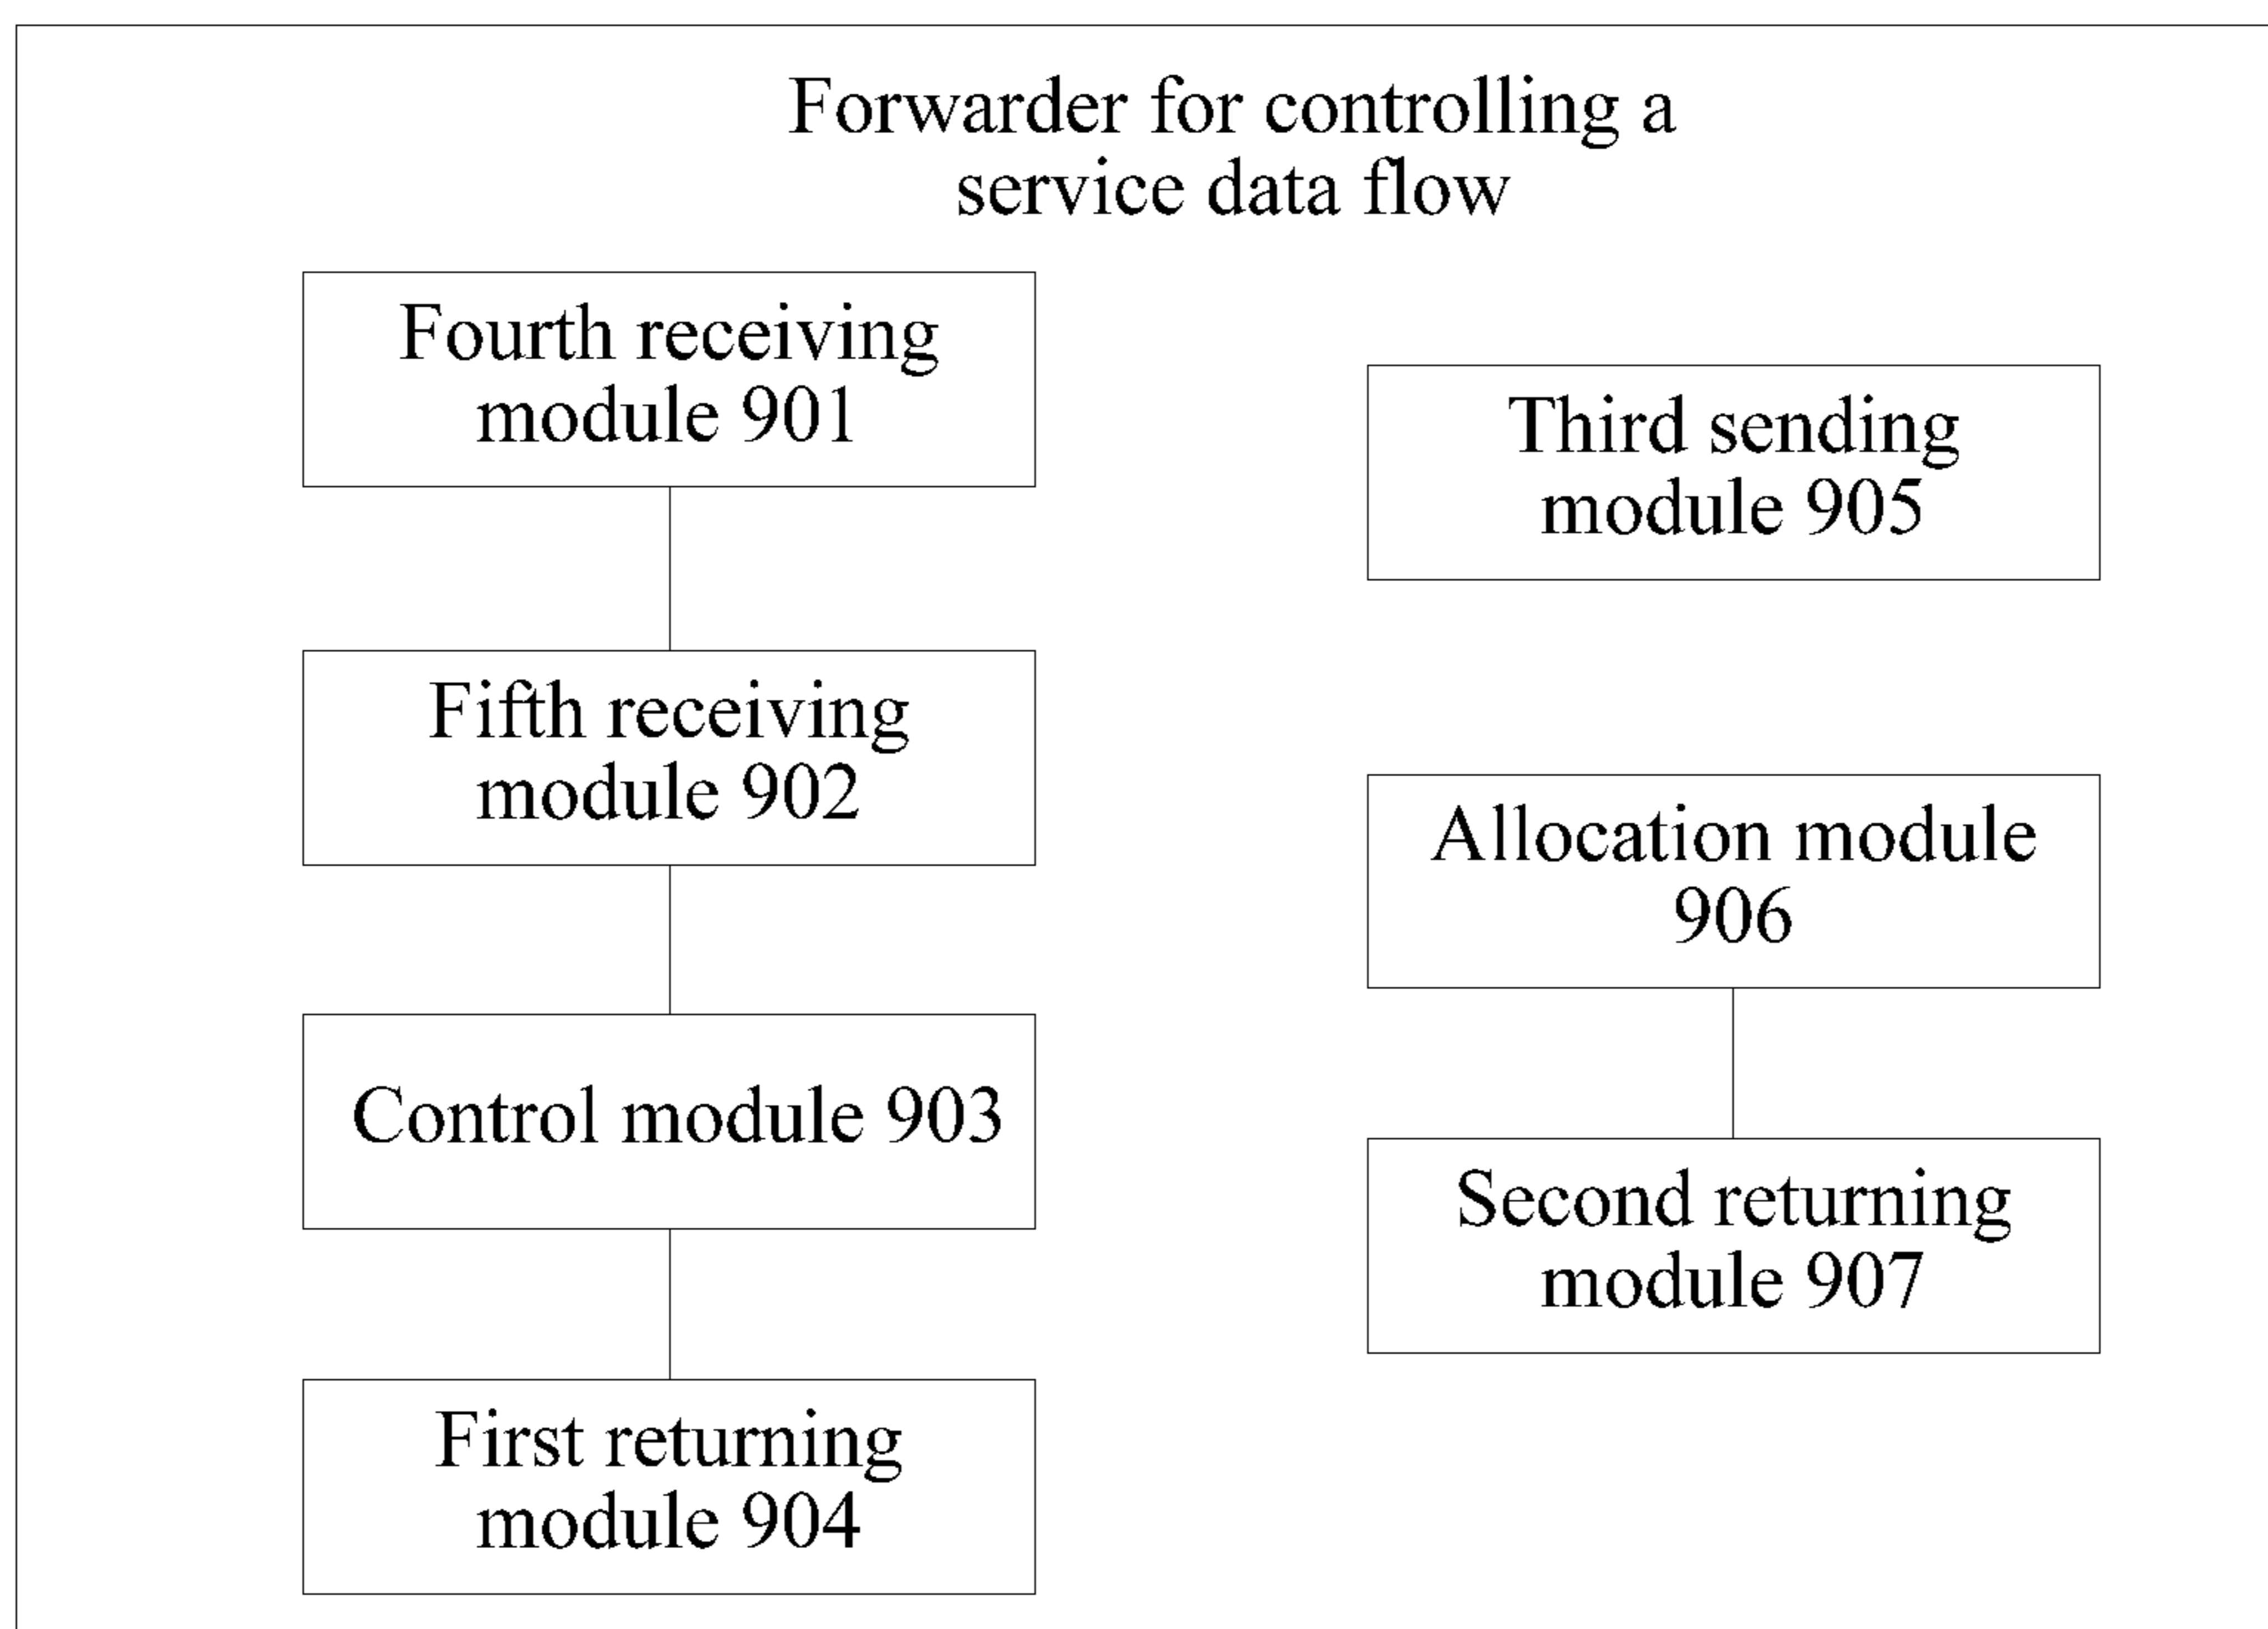 Forwarder for controlling a
service data flow
Fourth receiving
module 901
Fifth receiving
module 902
Control module 903
First returning
module 904
Third sending
module 905
Allocation module
906
Second returning
module 907